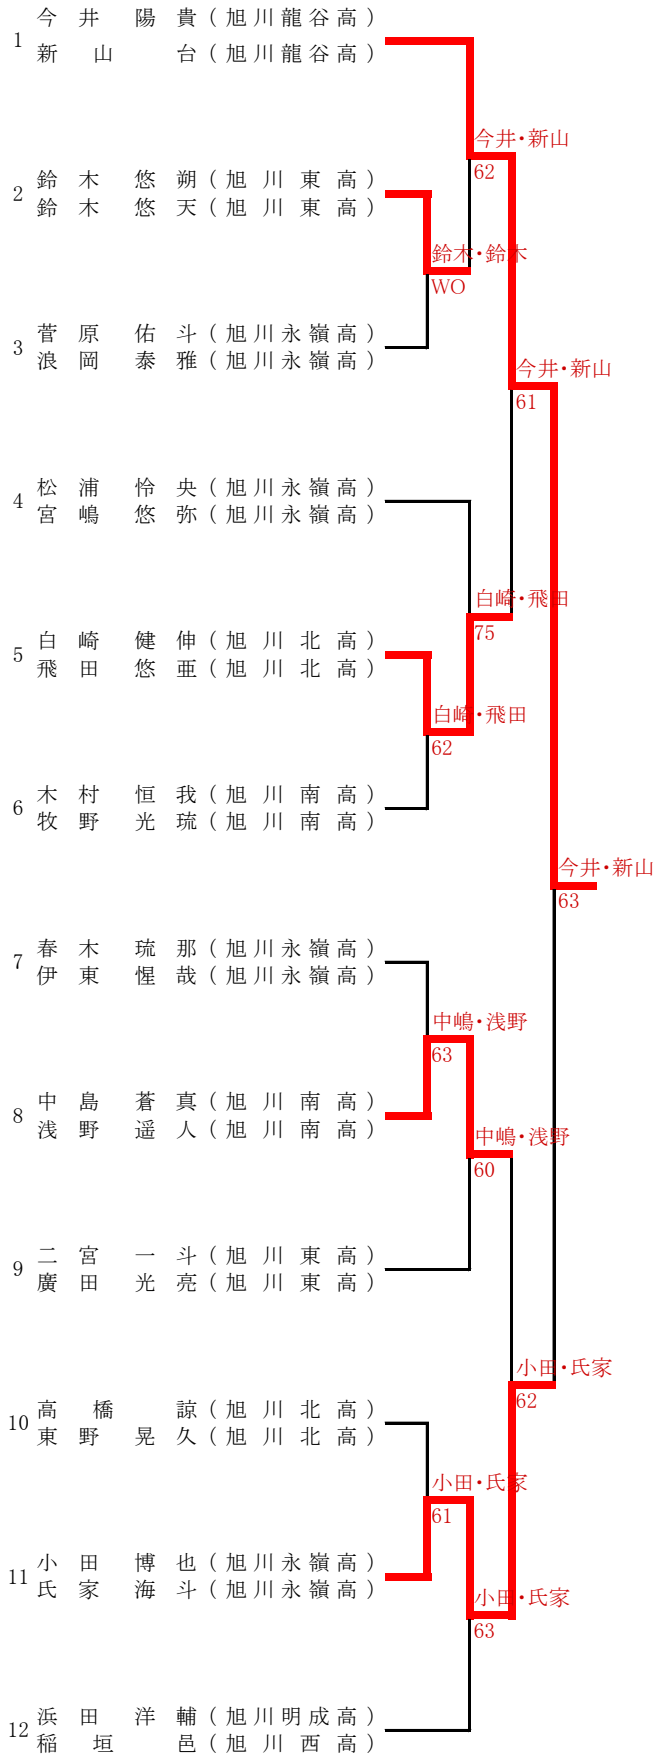 今井 陽貴 (旭川龍谷高)
1
新山 台 (旭川龍谷高)
今井・新山
62
鈴木 悠朔 (旭川東高)
2
鈴木 悠天 (旭川東高)
鈴木・鈴木
WO
菅原 佑斗 (旭川永嶺高)
3
浪岡 泰雅 (旭川永嶺高)
今井・新山
61
松浦 怜央 (旭川永嶺高)
4
宮嶋 悠弥 (旭川永嶺高)
白崎・飛田
75
白崎 健伸 (旭川北高)
5
飛田 悠亜 (旭川北高)
白崎・飛田
62
木村 恒我 (旭川南高)
6
牧野 光琉 (旭川南高)
今井・新山
63
春木 琉那 (旭川永嶺高)
7
伊東 惺哉 (旭川永嶺高)
中嶋・浅野
63
中島 蒼真 (旭川南高)
8
浅野 遥人 (旭川南高)
中嶋・浅野
60
二宮 一斗 (旭川東高)
9
廣田 光亮 (旭川東高)
小田・氏家
62
高橋 諒 (旭川北高)
10
東野 晃久 (旭川北高)
小田・氏家
61
小田 博也 (旭川永嶺高)
11
氏家 海斗 (旭川永嶺高)
小田・氏家
63
浜田 洋輔 (旭川明成高)
12
稲垣 邑 (旭川西高)